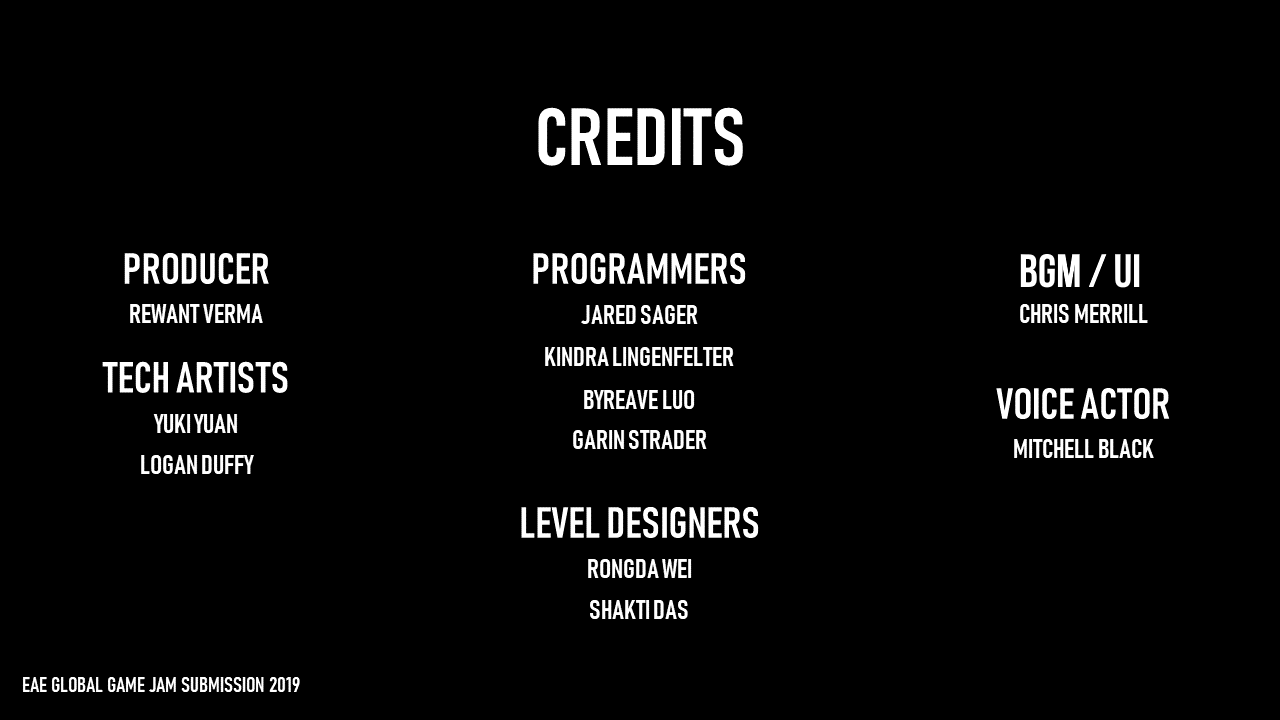 CREDITS
PRODUCER
REWANT VERMA
TECH ARTISTS
YUKI YUAN
LOGAN DUFFY
PROGRAMMERS
JARED SAGER
KINDRA LINGENFELTER
BYREAVE LUO
GARIN STRADER
LEVEL DESIGNERS
RONGDA WEI
SHAKTI DAS
BGM / UI
CHRIS MERRILL
VOICE ACTOR
MITCHELL BLACK
EAE GLOBAL GAME JAM SUBMISSION 2019